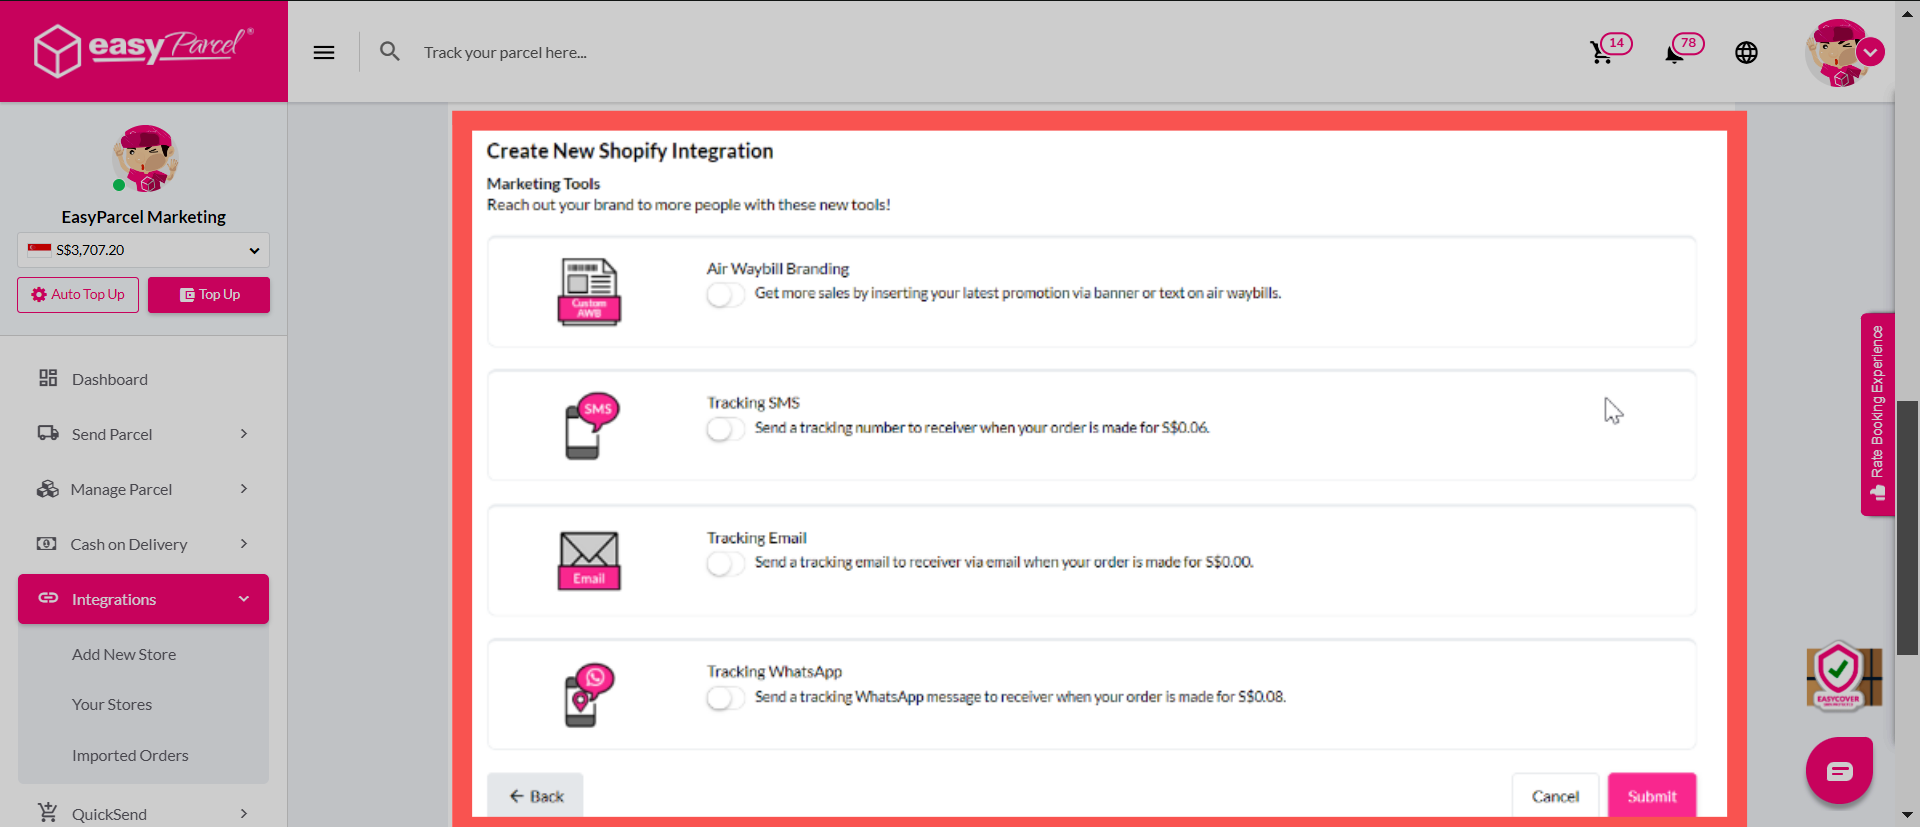 easyParcel®
Track your parcel here...
14
78
EasyParcel Marketing
S$3,707.20
Auto Top Up
Top Up
Dashboard
Send Parcel
Manage Parcel
Cash on Delivery
Integrations
Add New Store
Your Stores
Imported Orders
QuickSend
Create New Shopify Integration
Marketing Tools
Reach out your brand to more people with these new tools!
Custom
AWB
Air Waybill Branding
Get more sales by inserting your latest promotion via banner or text on air waybills.
SMS
Tracking SMS
Send a tracking number to receiver when your order is made for S$0.06.
Email
Tracking Email
Send a tracking email to receiver via email when your order is made for S$0.00.
Tracking WhatsApp
Send a tracking WhatsApp message to receiver when your order is made for S$0.08.
Back
Cancel
Submit
Rate Booking Experience
EASYCOVER